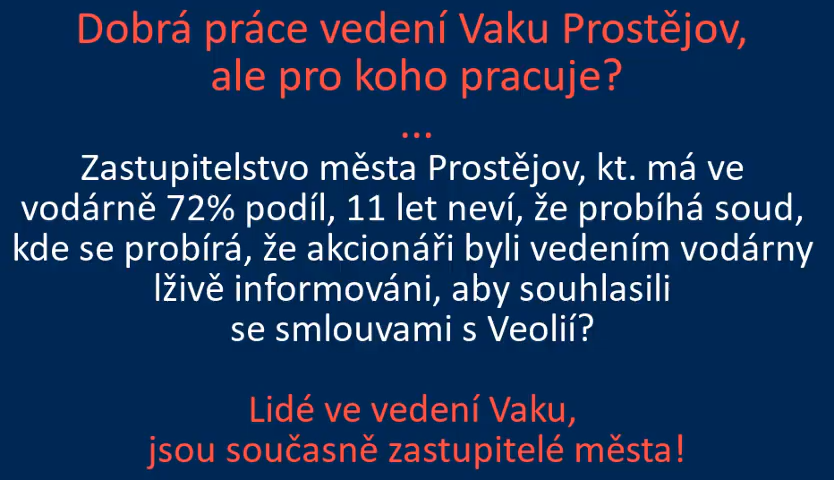 Dobrá práce vedení Vaku Prostějov,
ale pro koho pracuje?
...
Zastupitelstvo města Prostějov, kt. má ve
vodárně 72% podíl, 11 let neví, že probíhá soud,
kde se probírá, že akcionáři byli vedením vodárny
lživě informováni, aby souhlasili
se smlouvami s Veolií?
Lidé ve vedení Vaku,
jsou současně zastupitelé města!